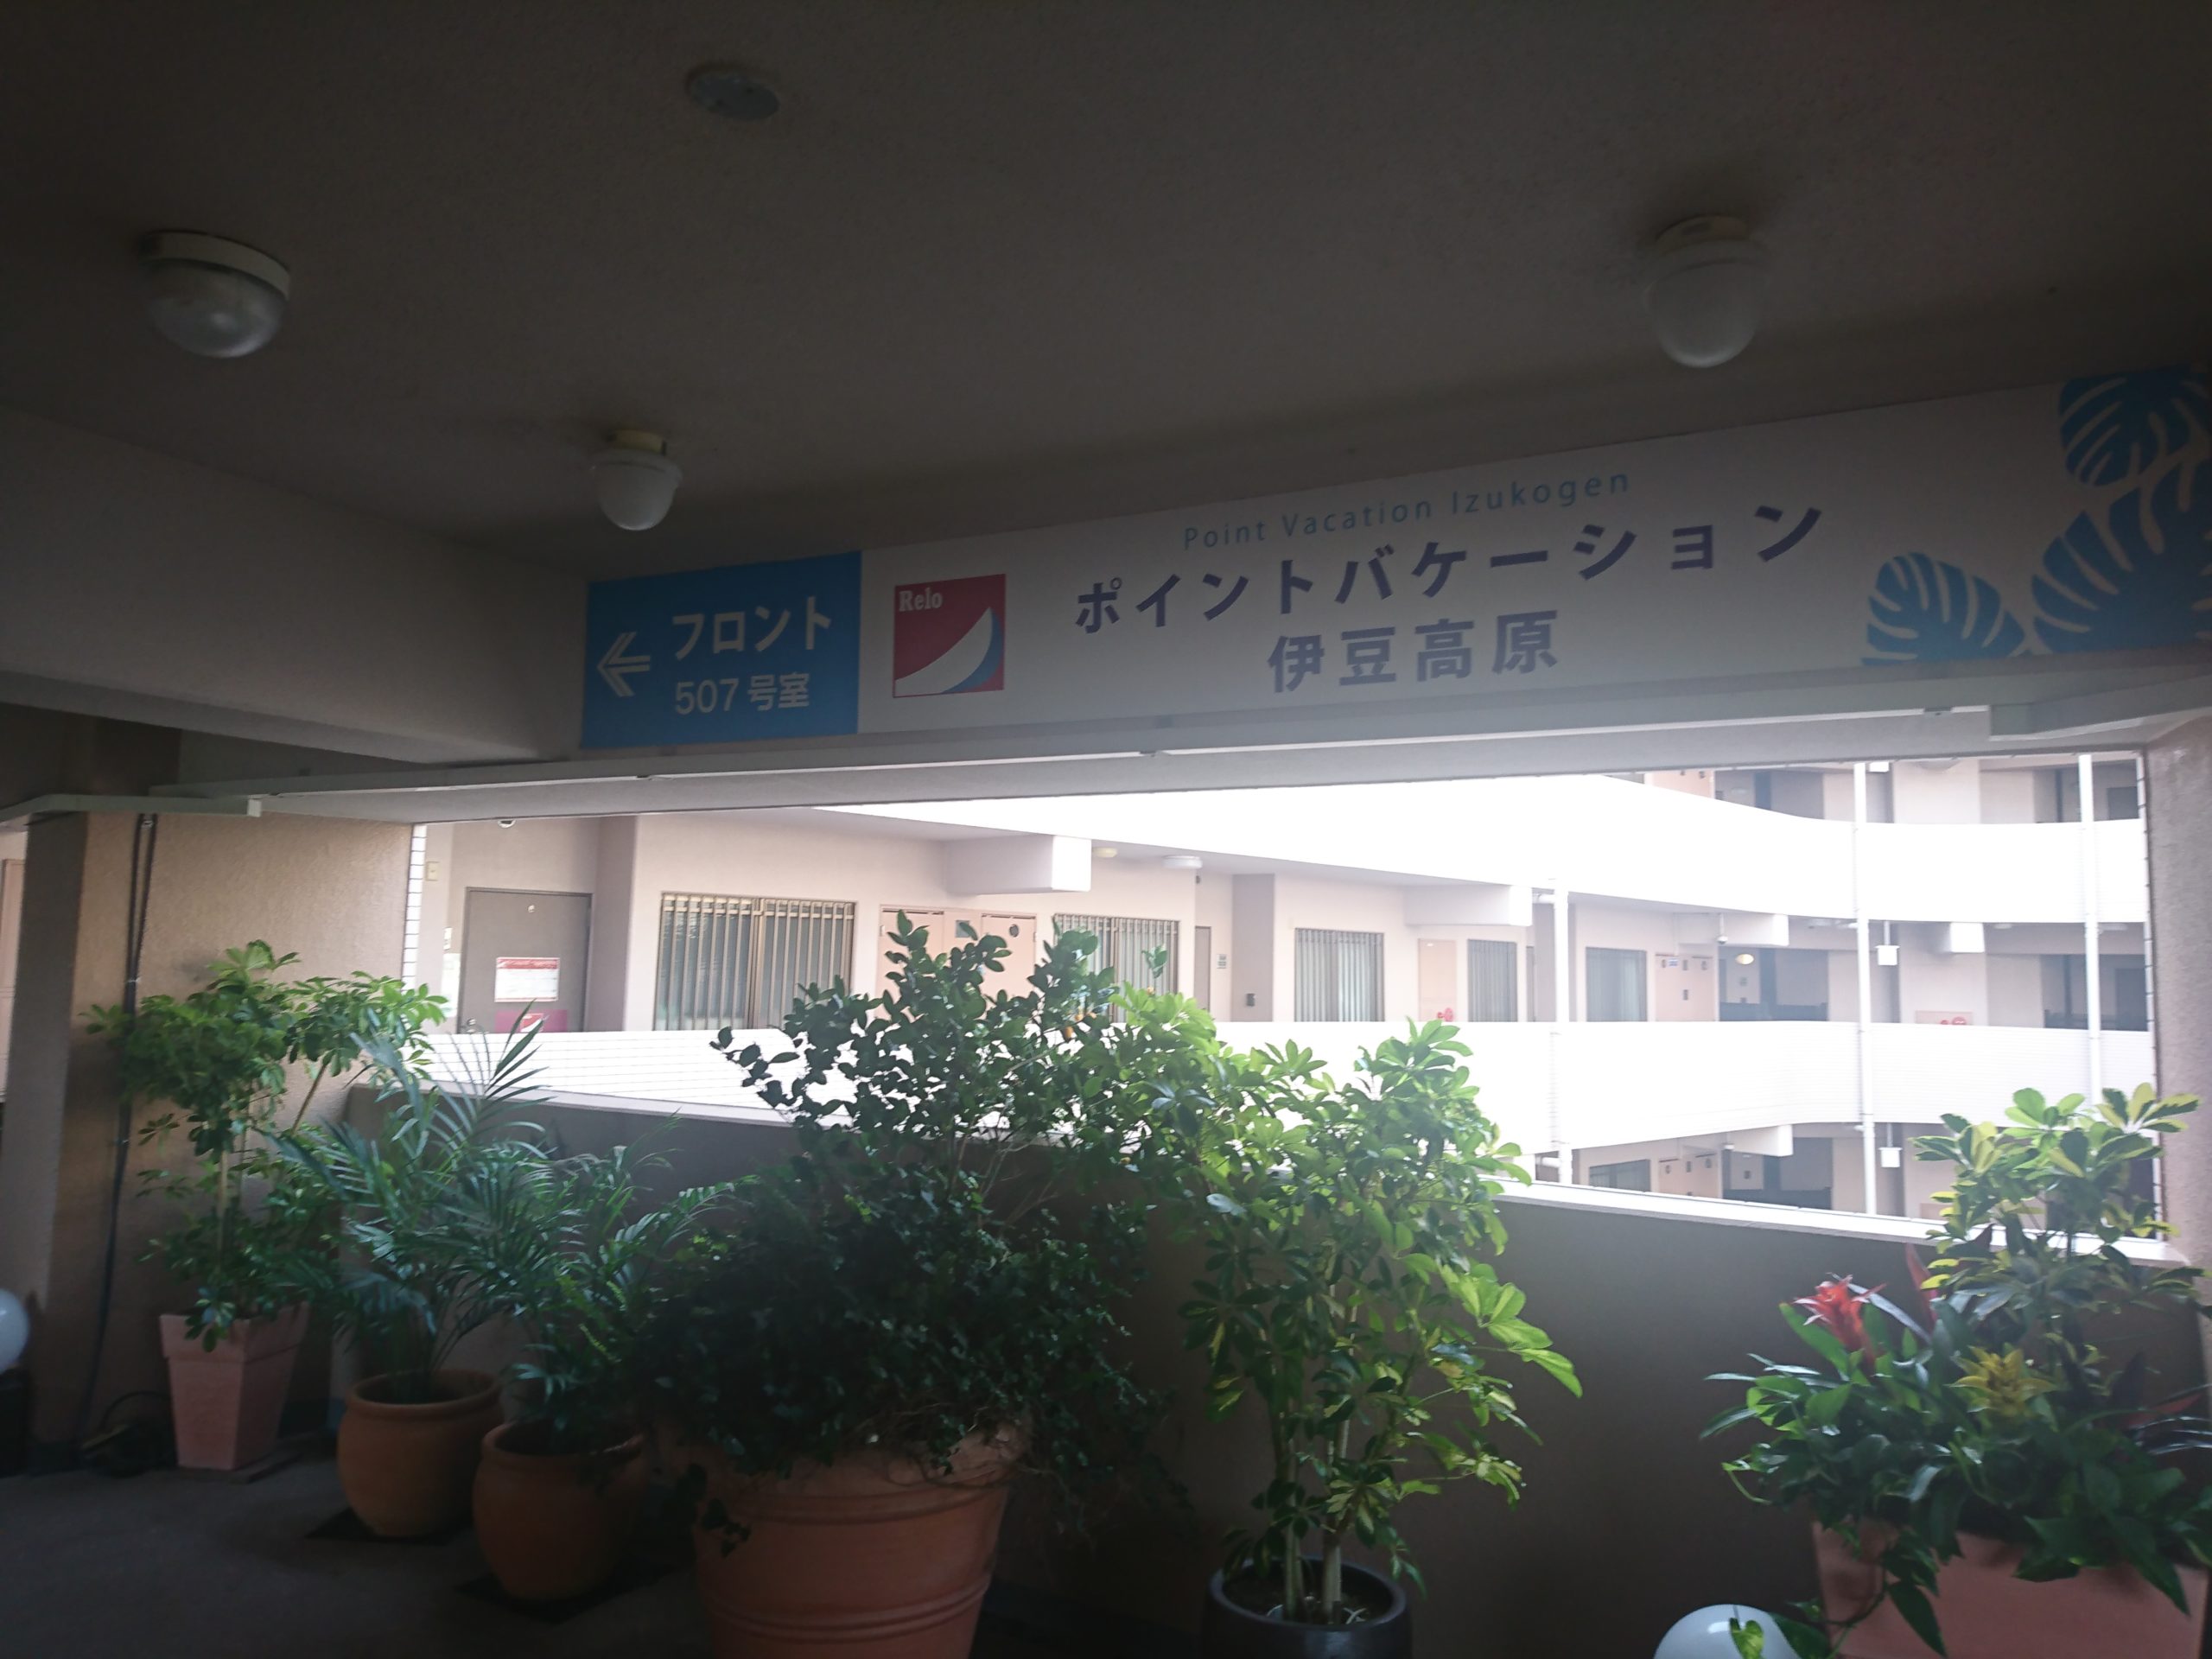 フロント
507号室
Relo
Point Vacation Izukogen
ポイントバケーション
伊豆高原